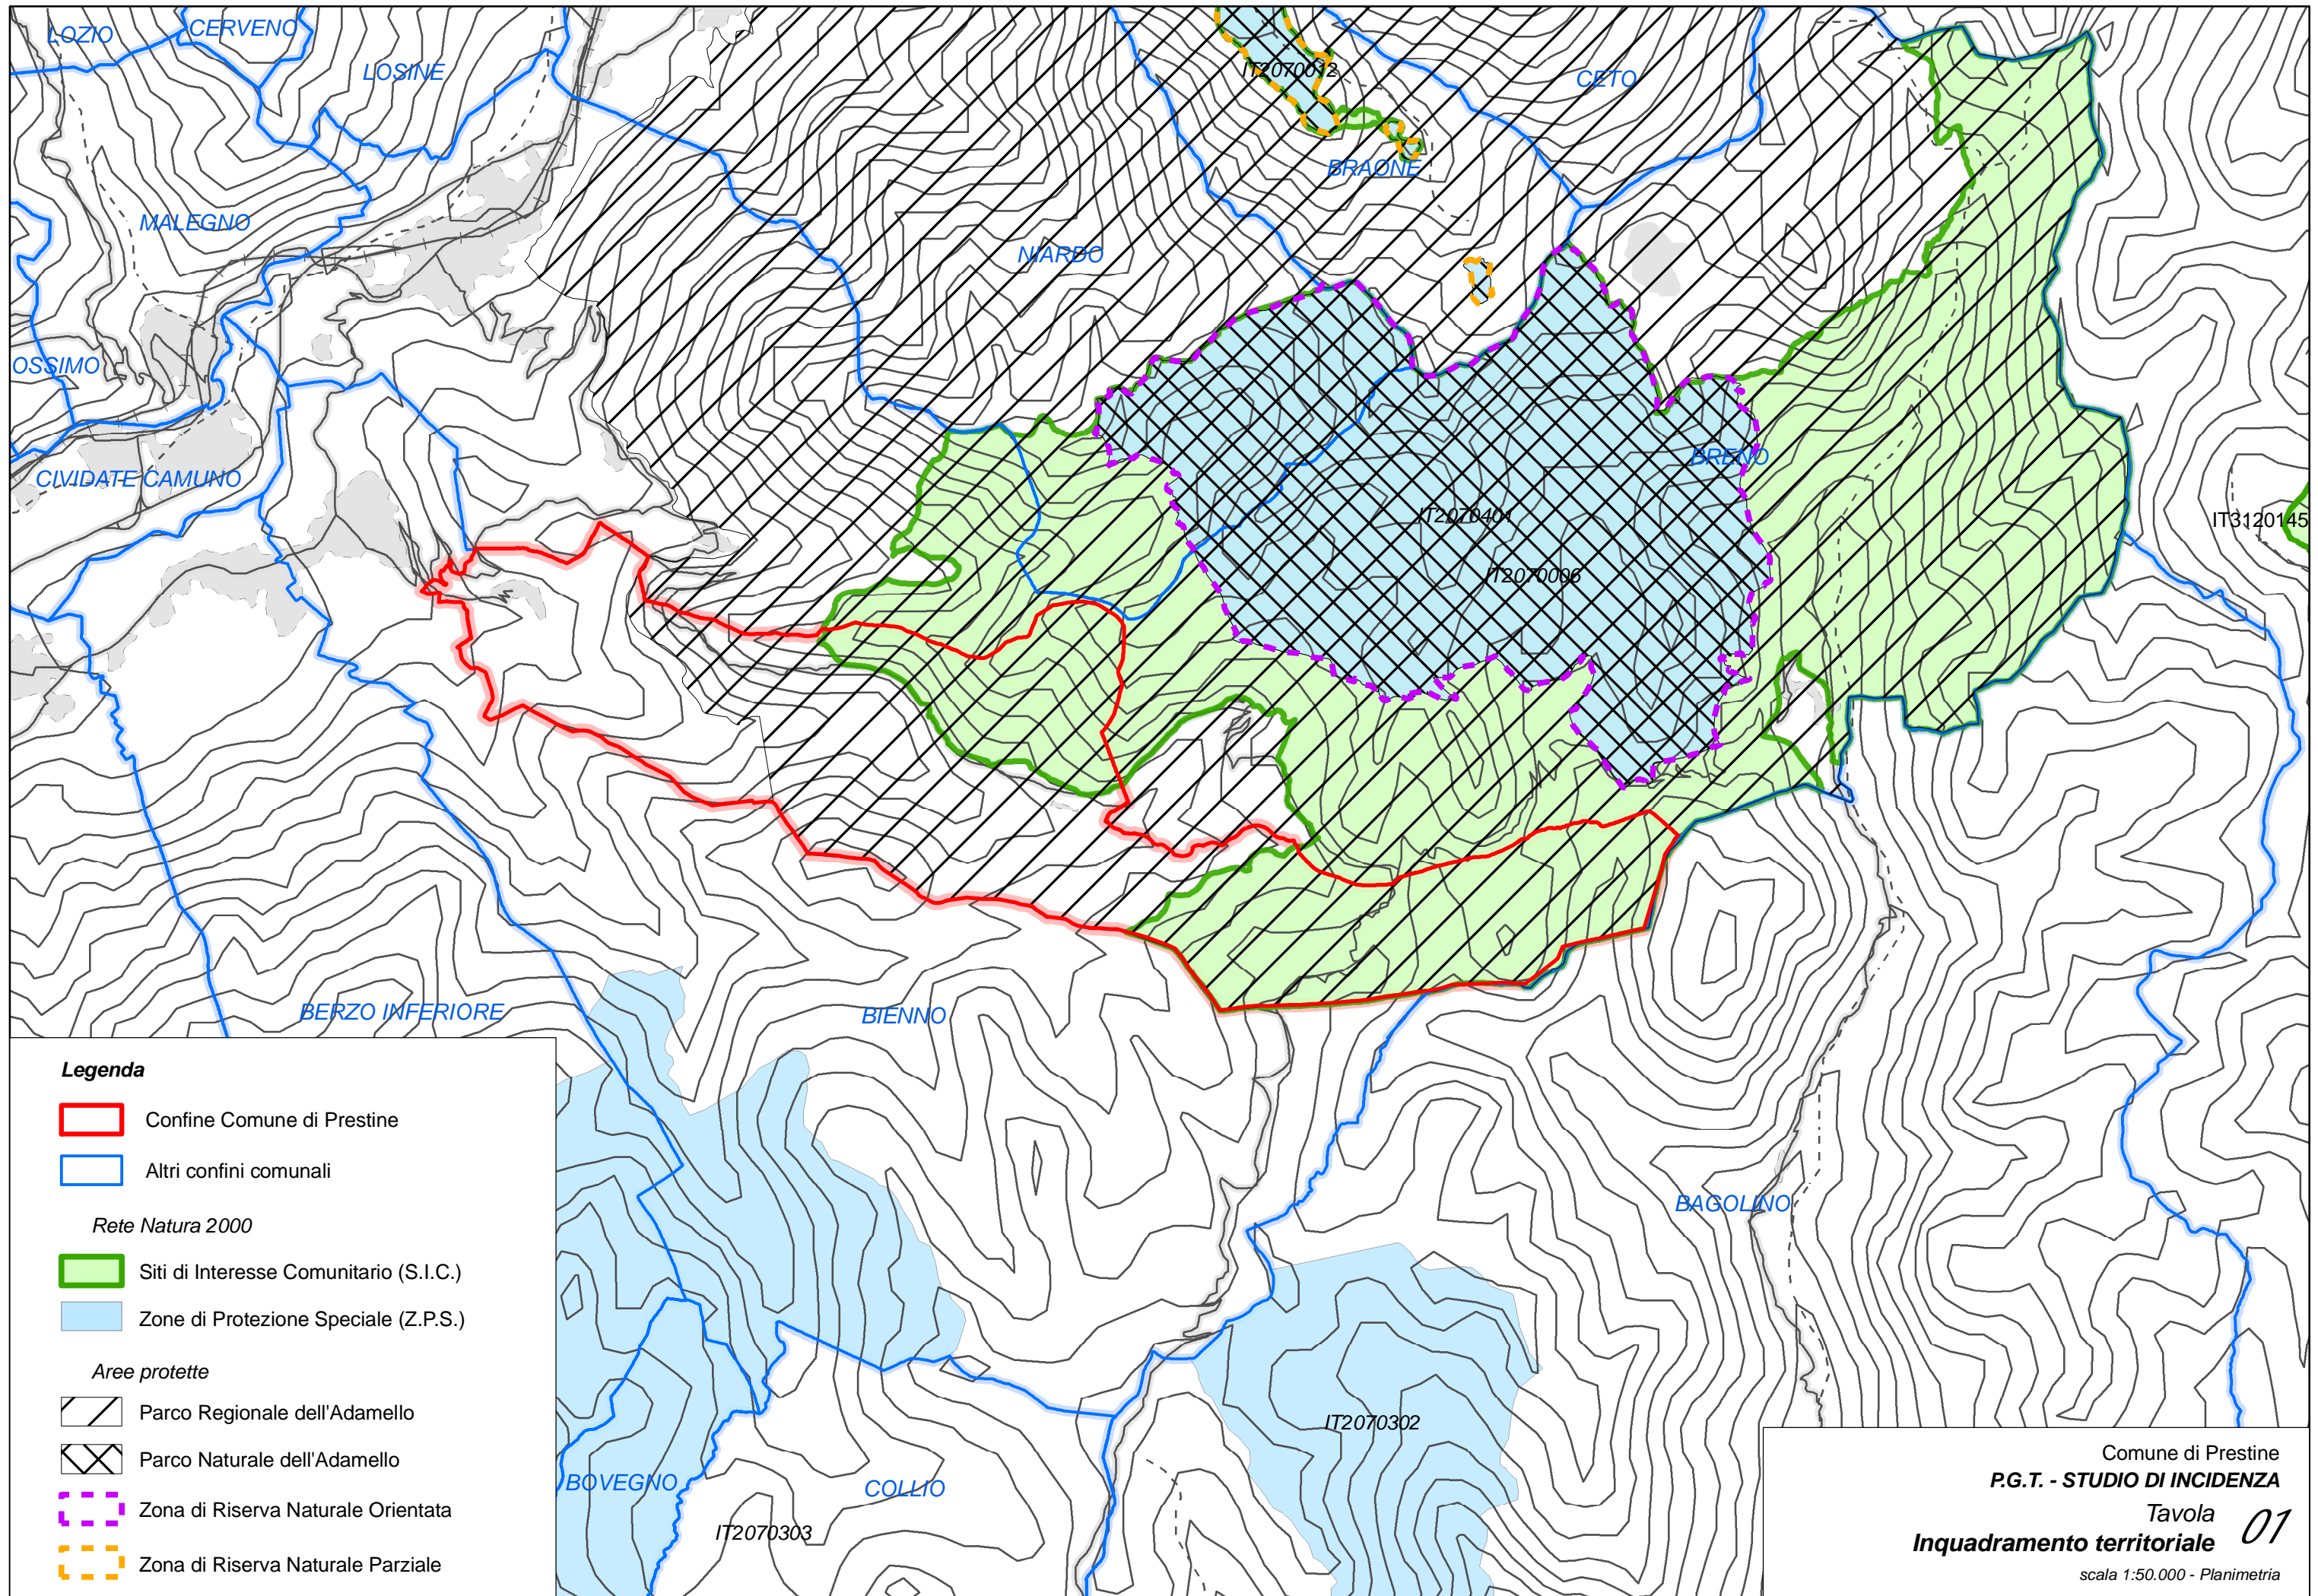 LOZIO
CERVENO
LOSINE
IT2070012
CETO
BRAONE
MALEGNO
NIARDO
OSSIMO
BRENO
CIVIDATE CAMUNO
IT2070401
IT3120145
IT2070006
BERZO INFERIORE
BIENNO
BAGOLINO
IT2070302
BOVEGNO
COLLIO
IT2070303
Legenda
Confine Comune di Prestine
Altri confini comunali
Rete Natura 2000
Siti di Interesse Comunitario (S.I.C.)
Zone di Protezione Speciale (Z.P.S.)
Aree protette
Parco Regionale dell'Adamello
Parco Naturale dell'Adamello
Zona di Riserva Naturale Orientata
Zona di Riserva Naturale Parziale
Comune di Prestine
P.G.T. - STUDIO DI INCIDENZA
Tavola 01
Inquadramento territoriale
scala 1:50.000 - Planimetria